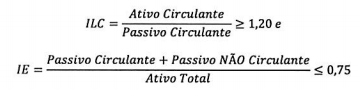 ILC = Ativo Circulante / Passivo Circulante ≥ 1,20 e
IE = Passivo Circulante + Passivo NÃO Circulante / Ativo Total ≤ 0,75